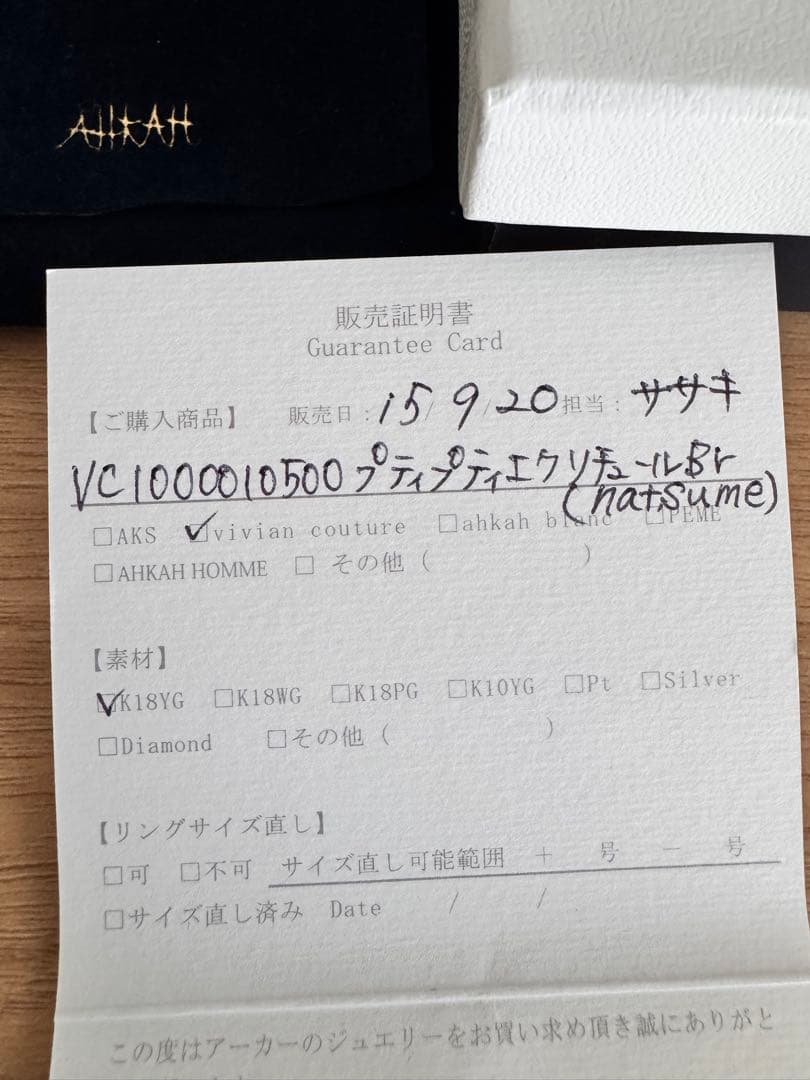 AHKAH
販売証明書
Guarantee Card
【ご購入商品】 販売日：15/9/20 担当：ササキ
VC1000010500プティプティエクリチュールBr
(natsume)
□AKS ☑vivian couture □ahkah blanc □PEME
□AHKAH HOMME □その他（ ）
【素材】
☑K18YG □K18WG □K18PG □K10YG □Pt □Silver
□Diamond □その他（ ）
【リングサイズ直し】
□可 □不可 サイズ直し可能範囲 ＋ 号 － 号
□サイズ直し済み Date / /
この度はアーカーのジュエリーをお買い求め頂き誠にありがと